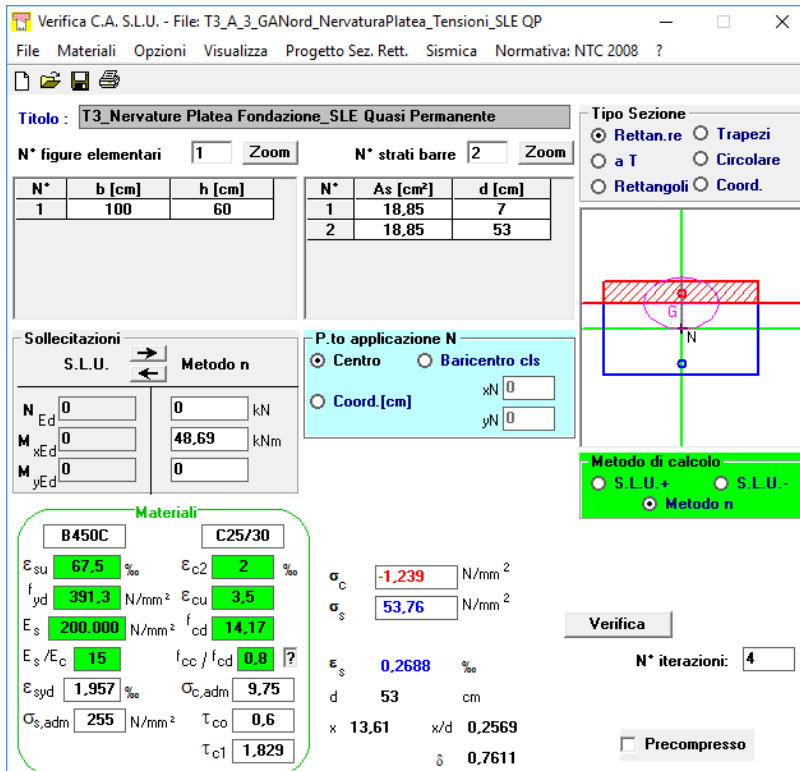 Verifica C.A. S.L.U. - File: T3_A_3_GANord_NervaturaPlatea_Tensioni_SLE QP
File Materiali Opzioni Visualizza Progetto Sez. Rett. Sismica Normativa: NTC 2008 ?
Titolo : T3_Nervature Platea Fondazione_SLE Quasi Permanente
N° figure elementari 1 Zoom
N° strati barre 2 Zoom
N° b [cm] h [cm]
1 100 60
N° As [cm²] d [cm]
1 18,85 7
2 18,85 53
Tipo Sezione
Rettan.re Trapezi
a T Circolare
Rettangoli Coord.
G
N
Sollecitazioni
S.L.U. Metodo n
N Ed 0 0 kN
M xEd 0 48,69 kNm
M yEd 0 0
P.to applicazione N
Centro Baricentro cls
Coord.[cm]
xN 0
yN 0
Metodo di calcolo
S.L.U.+ S.L.U.-
Metodo n
Materiali
B450C C25/30
εsu 67,5 ‰ εc2 2 ‰
fyd 391,3 N/mm² εcu 3,5
Es 200.000 N/mm² fcd 14,17
Es/Ec 15 fcc / fcd 0,8 ?
εsyd 1,957 ‰ σc,adm 9,75
σs,adm 255 N/mm² τco 0,6
τc1 1,829
σc -1,239 N/mm²
σs 53,76 N/mm²
εs 0,2688 ‰
d 53 cm
x 13,61 x/d 0,2569
δ 0,7611
Verifica
N° iterazioni: 4
Precompresso